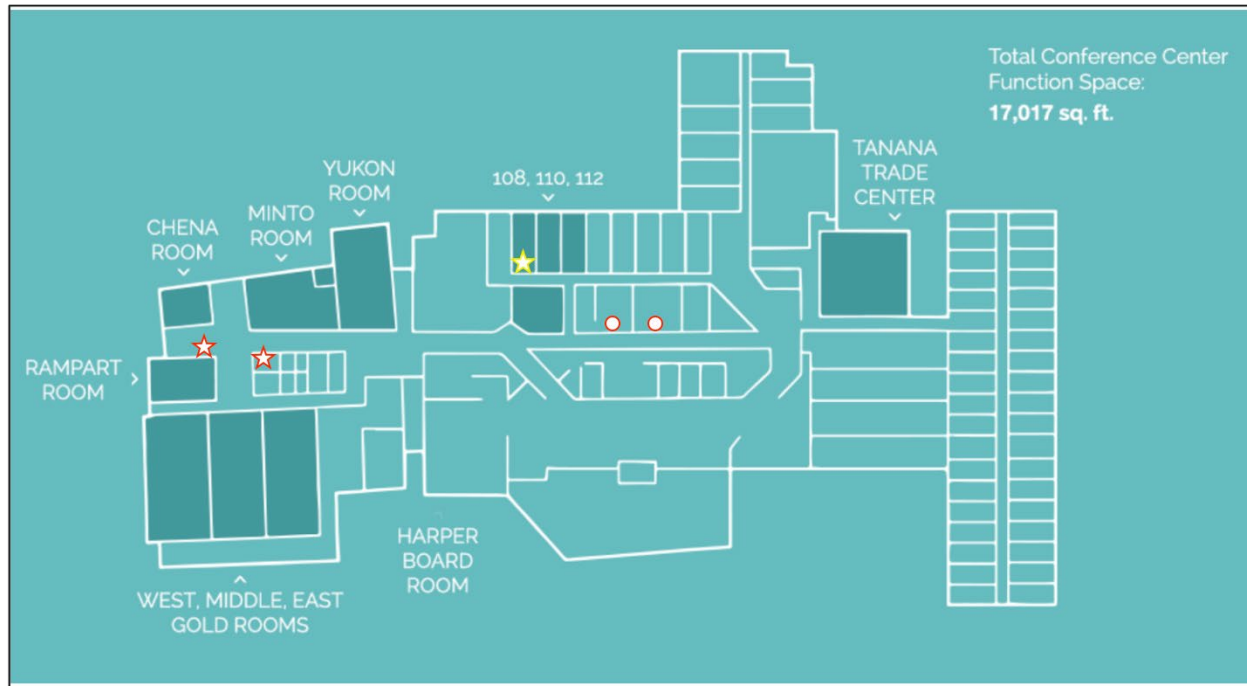 Total Conference Center
Function Space:
17,017 sq. ft.
TANANA
TRADE
CENTER
108, 110, 112
YUKON
ROOM
MINTO
ROOM
CHENA
ROOM
RAMPART
ROOM
HARPER
BOARD
ROOM
WEST, MIDDLE, EAST
GOLD ROOMS